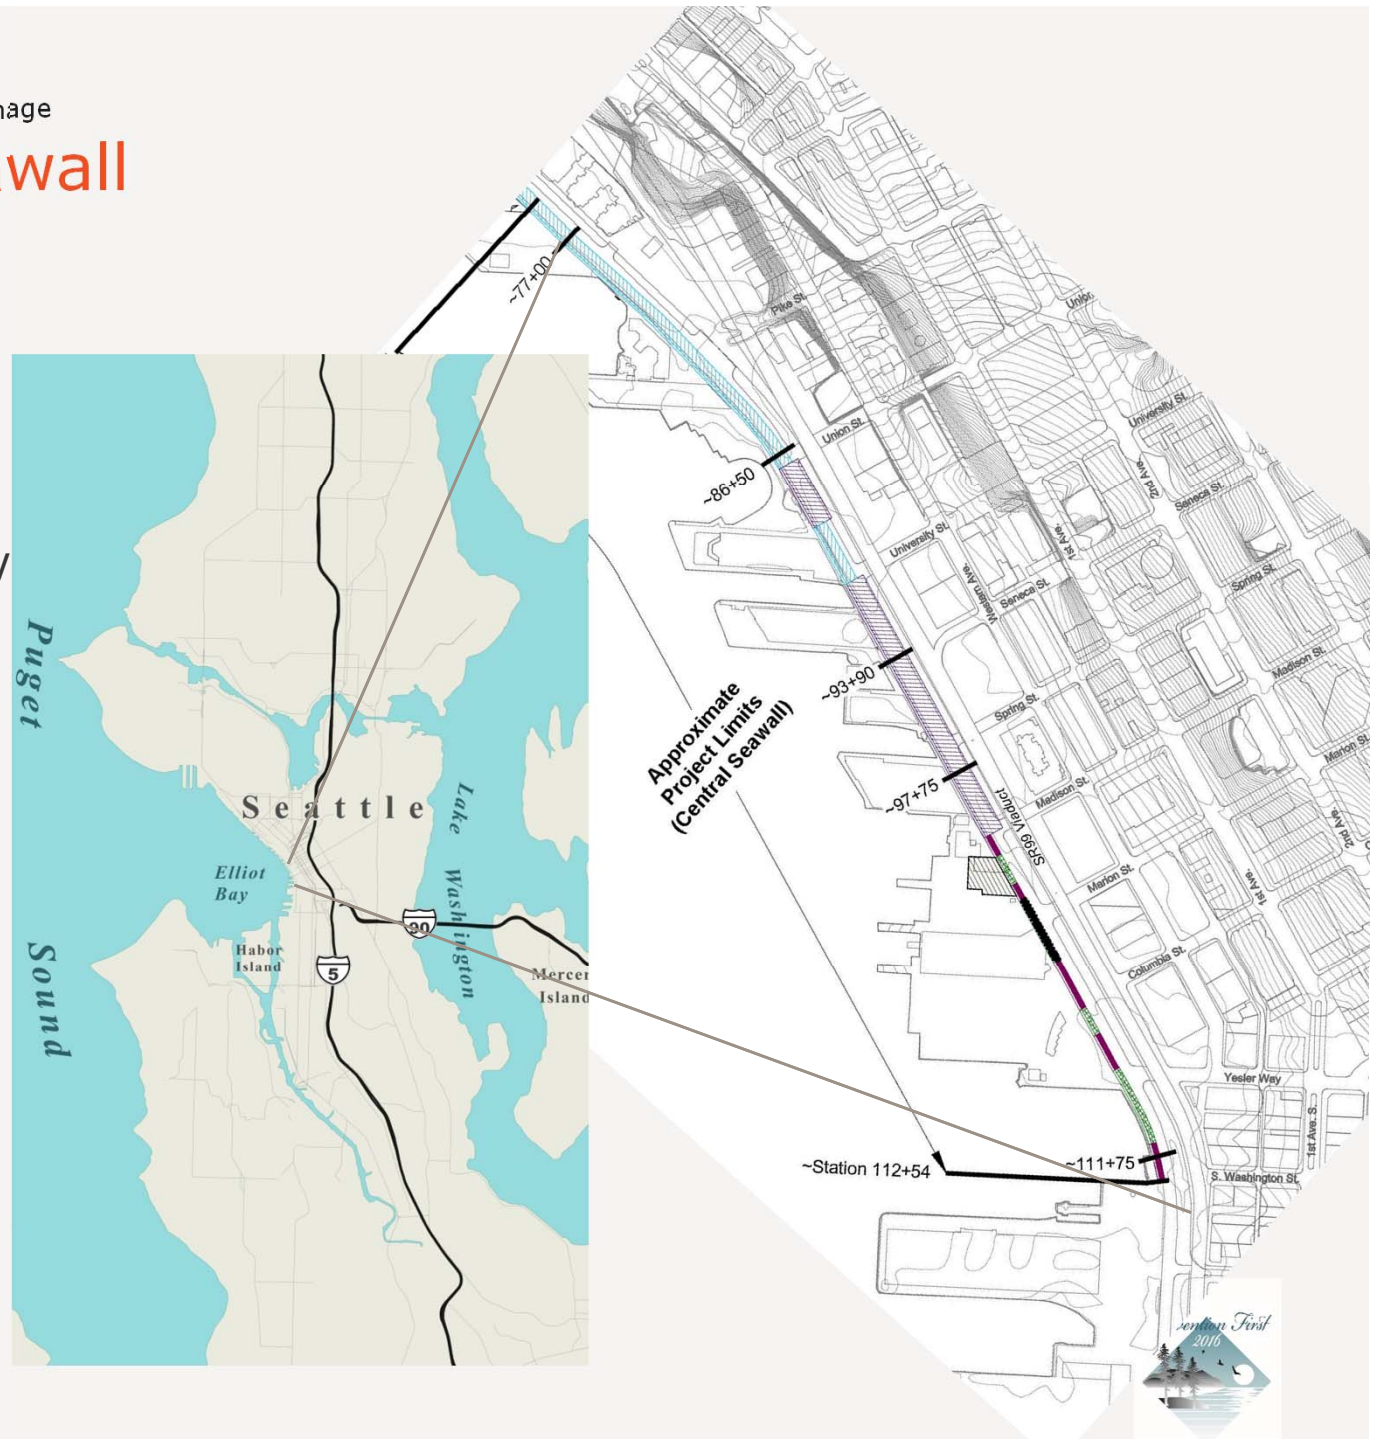 ~77+00
Pike St.
Union
~86+50
Union St.
University St.
2nd Ave.
Seneca St.
University St.
1st Ave.
Western Ave.
Seneca St.
Spring St.
Madison St.
~93+90
Spring St.
Marion St.
Approximate
Project Limits
(Central Seawall)
~97+75
SR99 Viaduct
Madison St.
2nd Ave.
Marion St.
1st Ave.
Columbia St.
Yesler Way
1st Ave. S.
~Station 112+54
~111+75
S. Washington St.
Puget
Sound
Seattle
Lake
Washington
Elliot
Bay
Habor
Island
90
5
Mercer
Island
vention First
2016